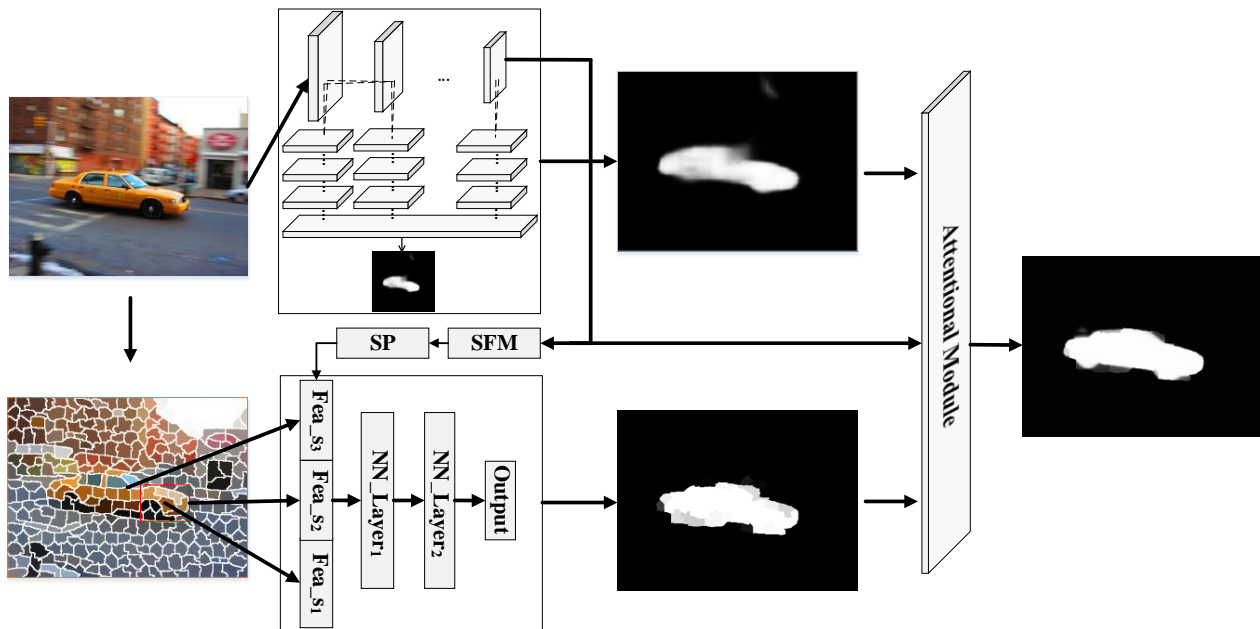 ...
SP
SFM
Fea_s3
Fea_s2
Fea_s1
NN_Layer1
NN_Layer2
Output
Attentional Module